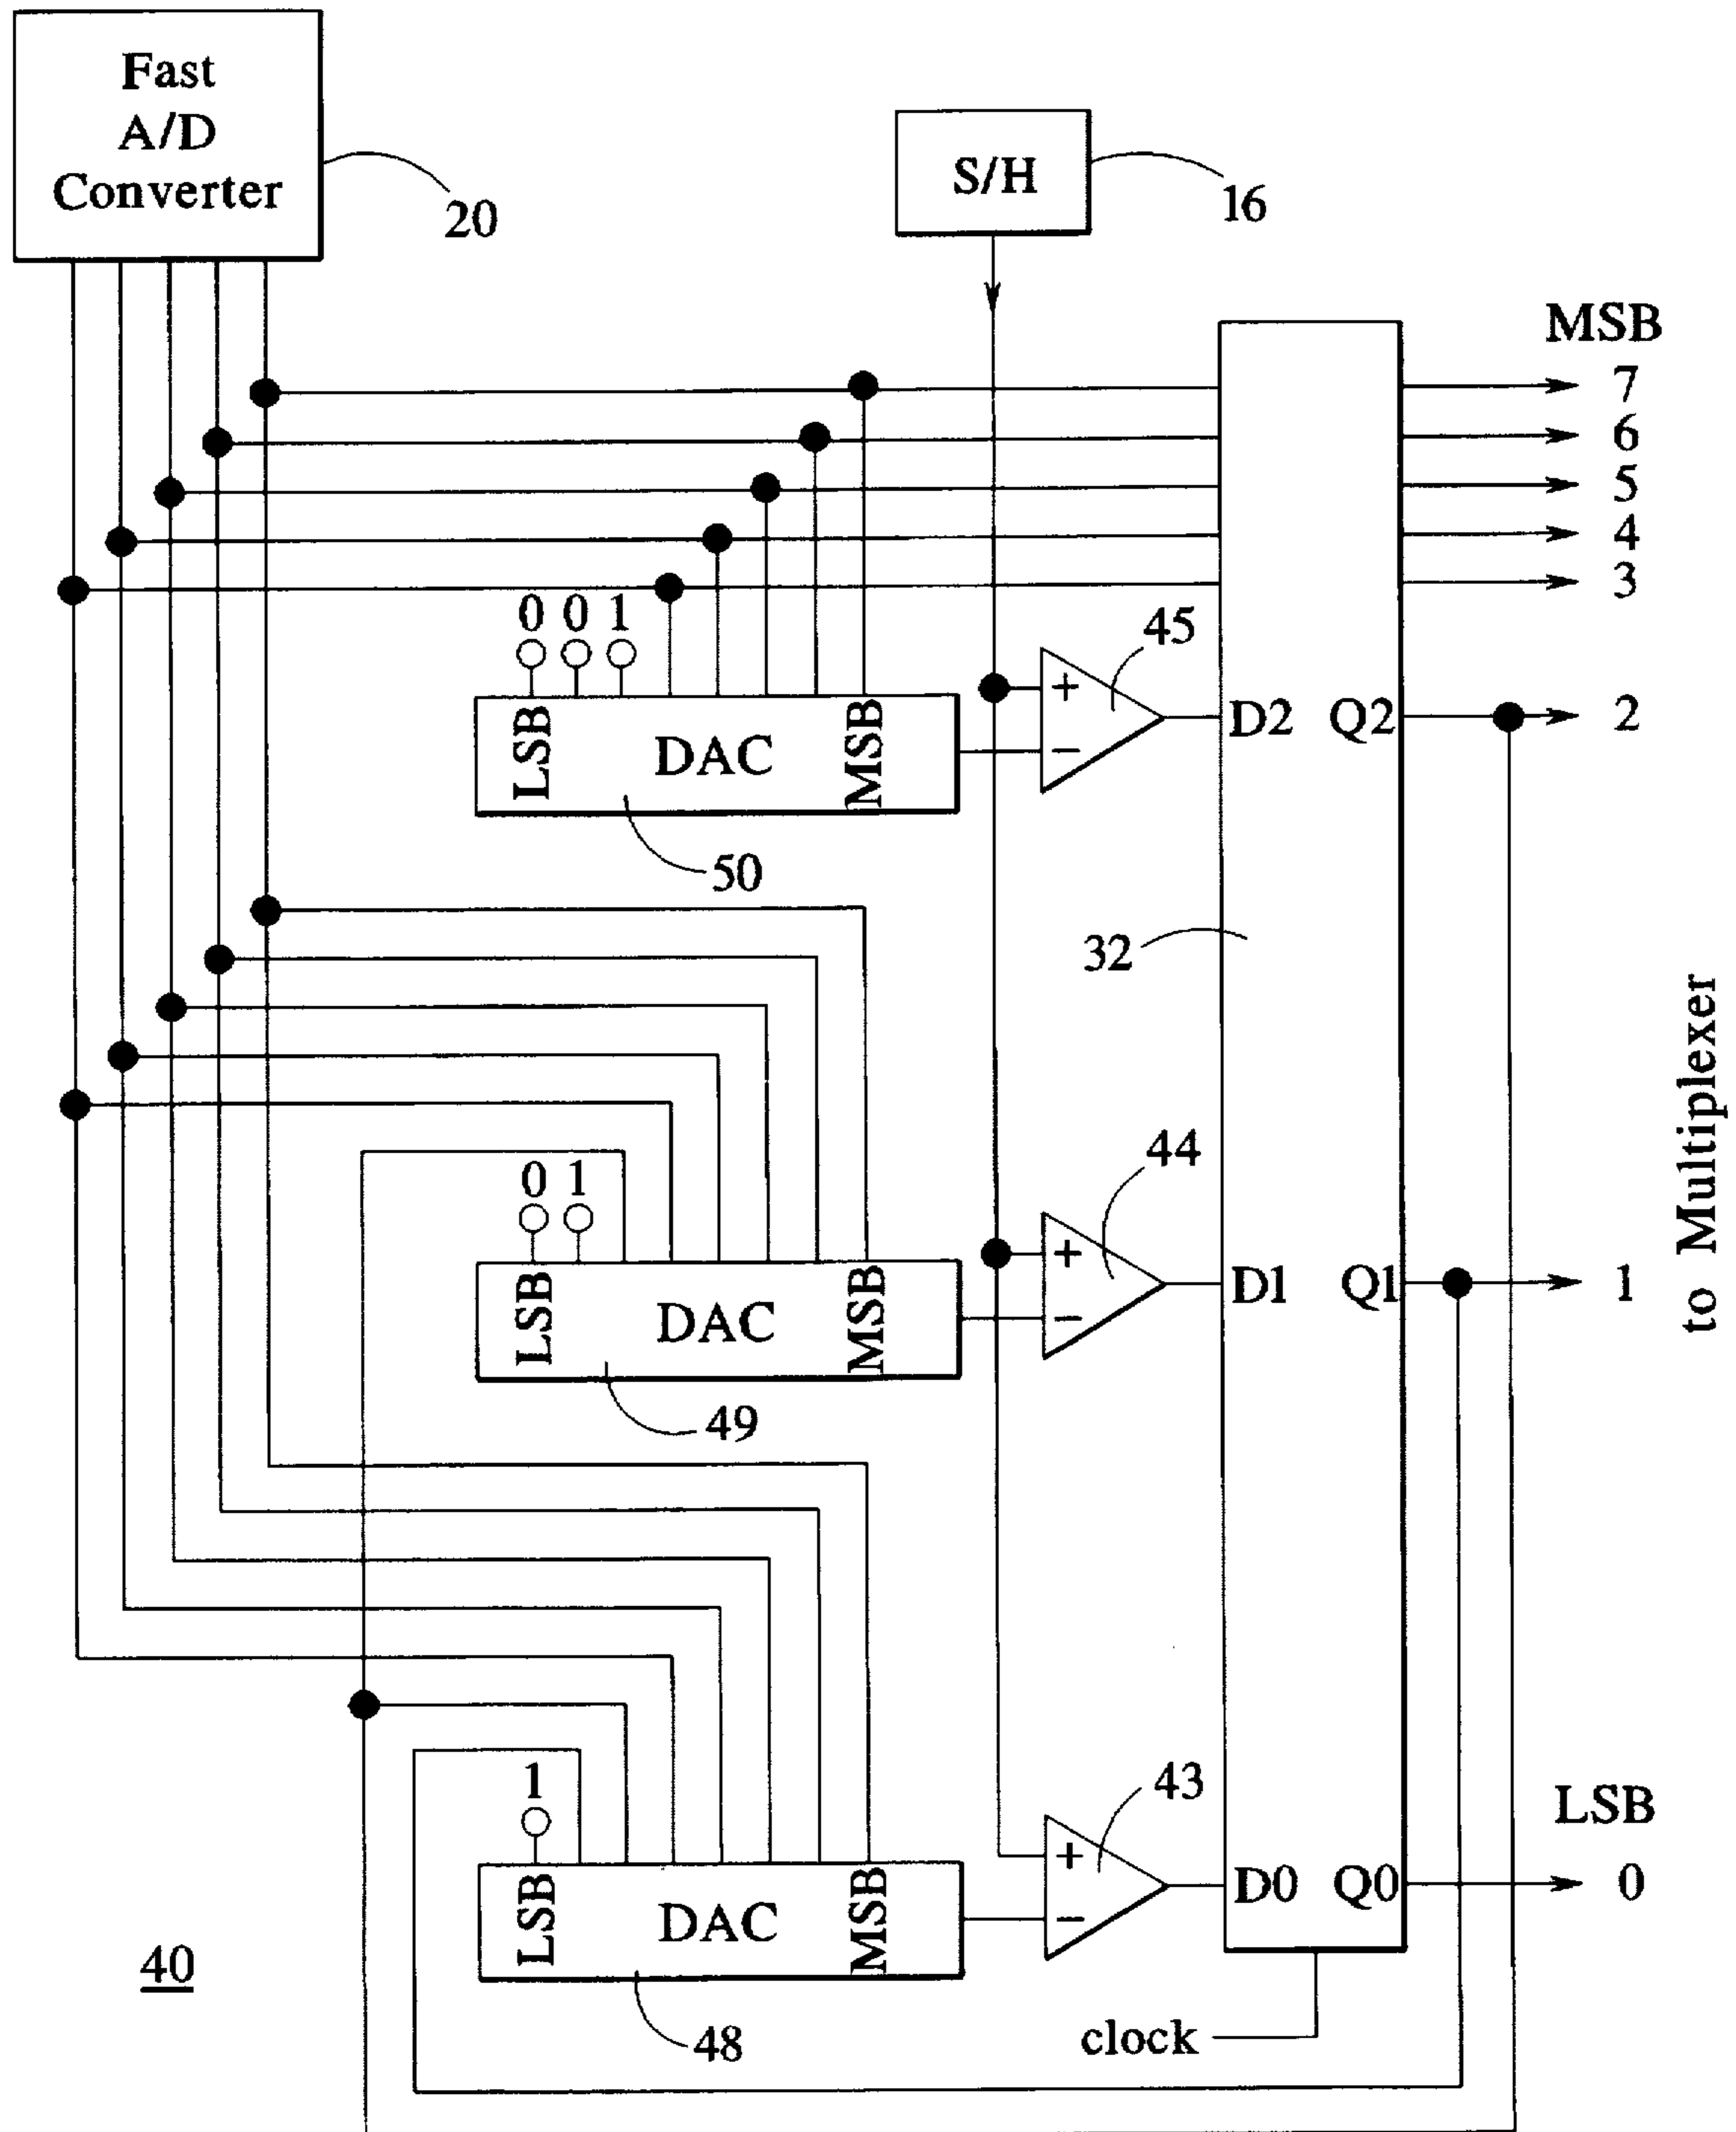 Fast
A/D
Converter
20
S/H
16
MSB
7
6
5
4
3
0 0 1
45
+
−
LSB
DAC
MSB
D2
Q2
2
50
32
to Multiplexer
44
0 1
+
−
LSB
DAC
MSB
D1
Q1
1
49
43
1
+
−
LSB
DAC
MSB
D0
Q0
LSB
0
40
48
clock